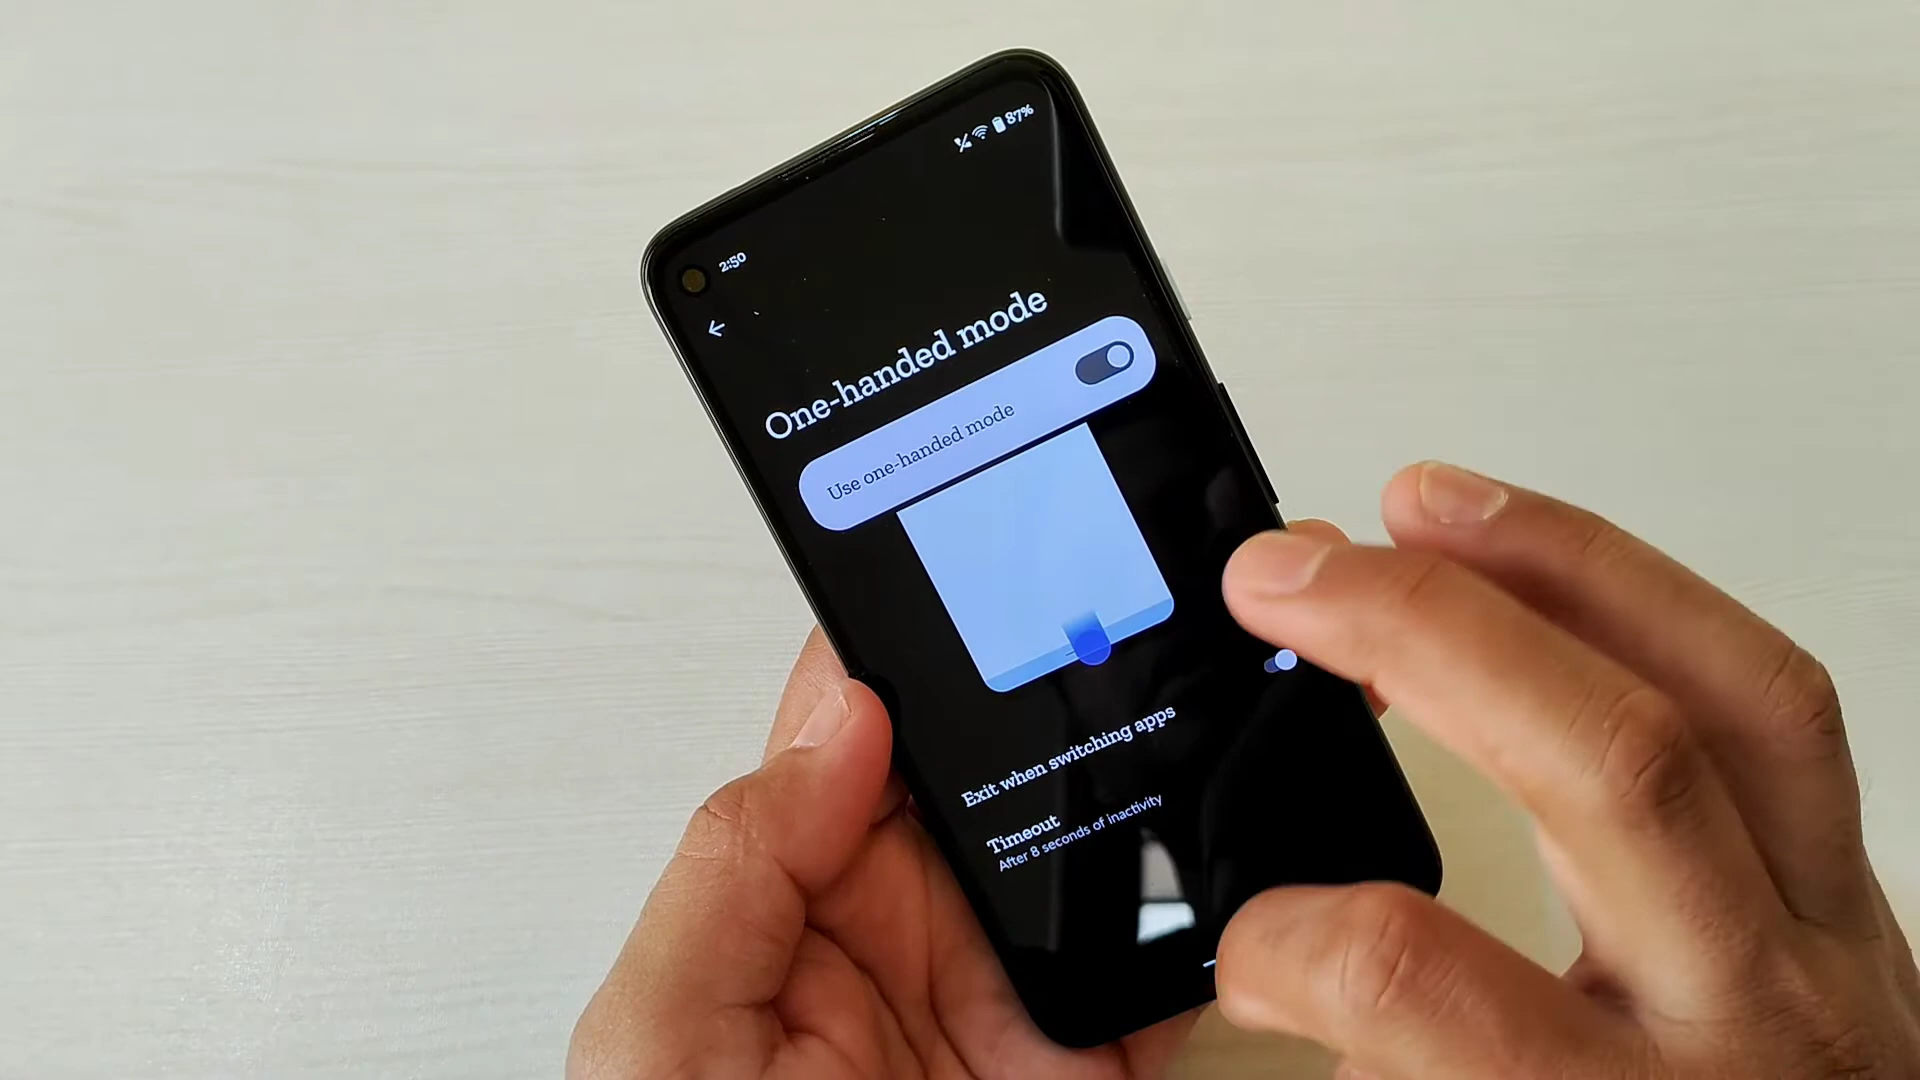 2:50
87%
One-handed mode
Use one-handed mode
Exit when switching apps
Timeout
After 8 seconds of inactivity